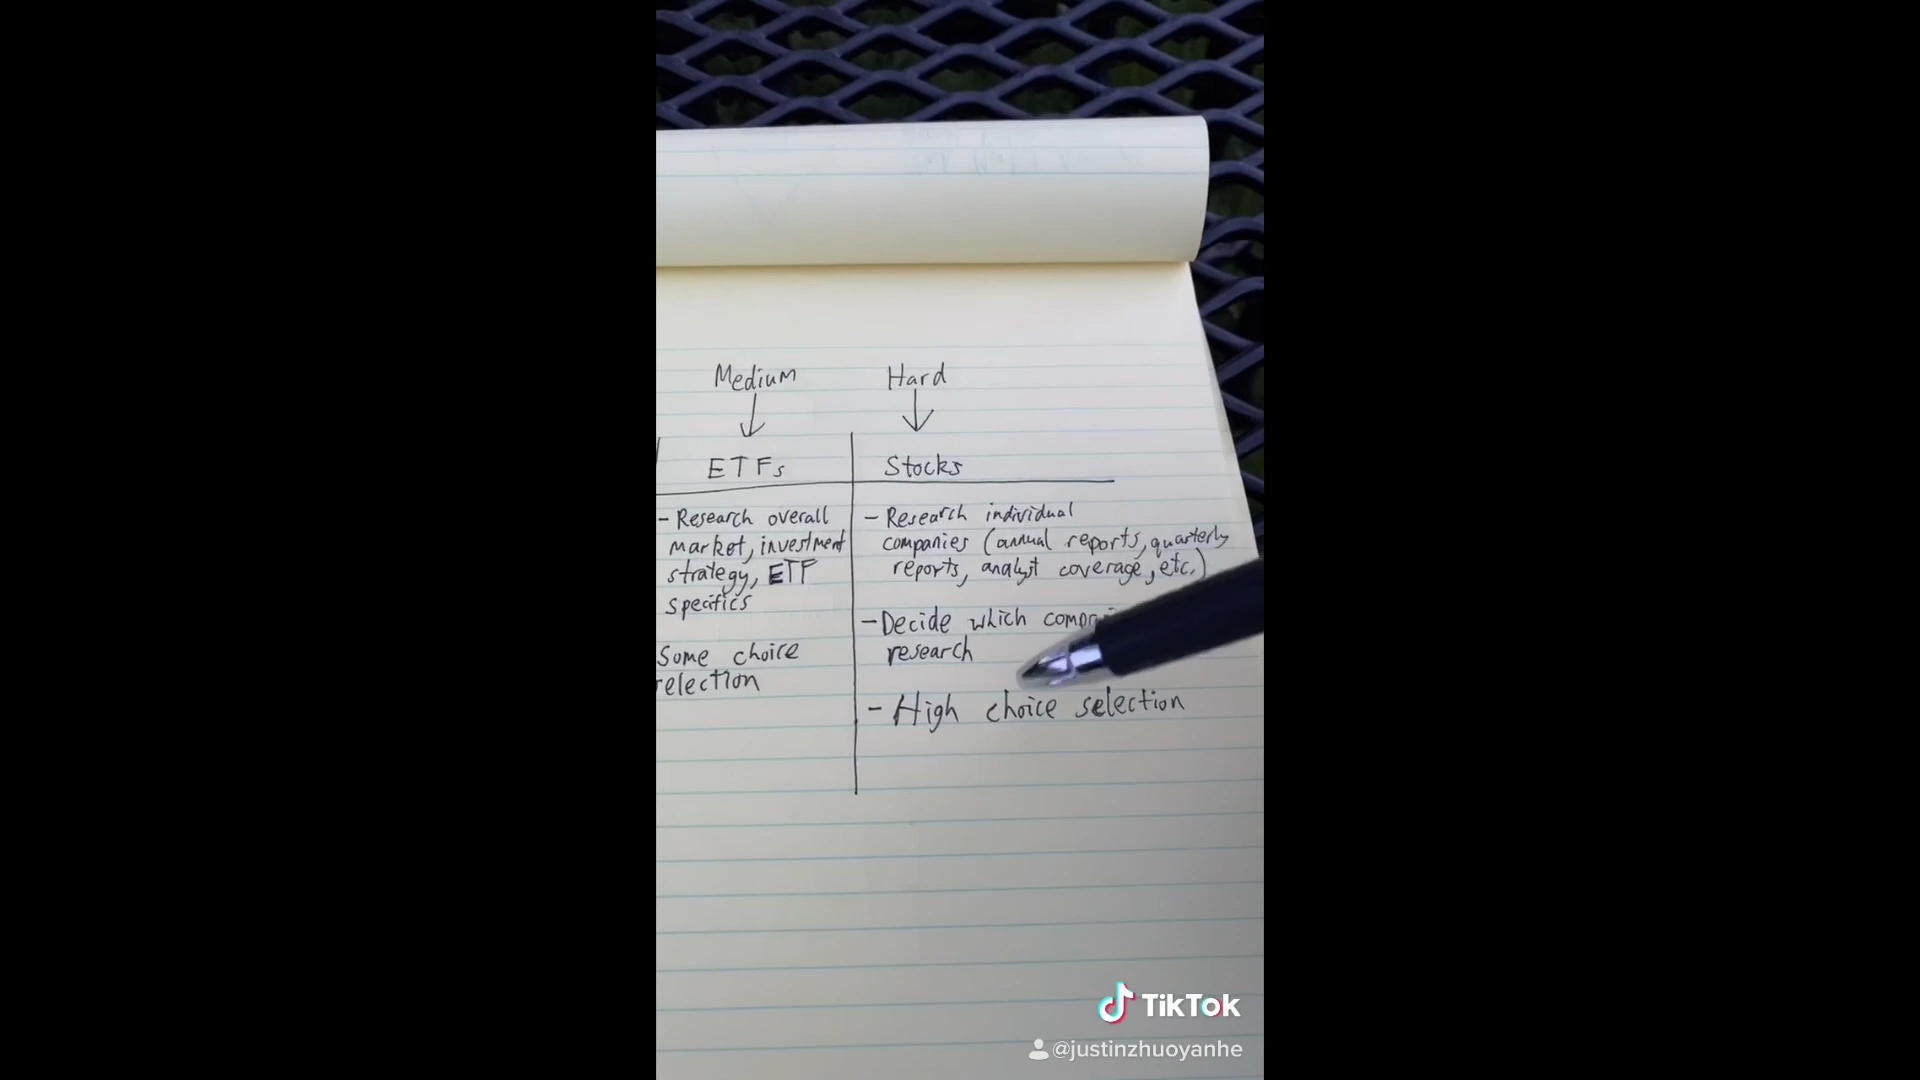 Medium
Hard
ETFs
Stocks
- Research overall
market, investment
strategy, ETF
specifics
Some choice
selection
- Research individual
companies (annual reports, quarterly
reports, analyst coverage, etc.)
- Decide which
research
- High choice selection
TikTok
@justinzhuoyanhe